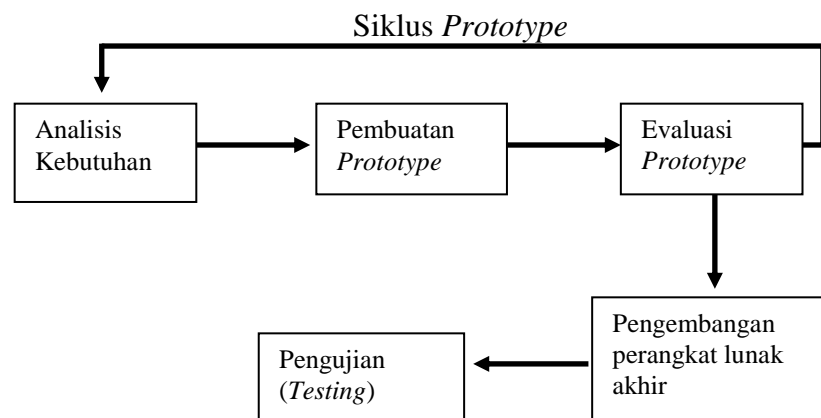 Siklus Prototype
Analisis
Kebutuhan
Pembuatan
Prototype
Evaluasi
Prototype
Pengembangan
perangkat lunak
akhir
Pengujian
(Testing)